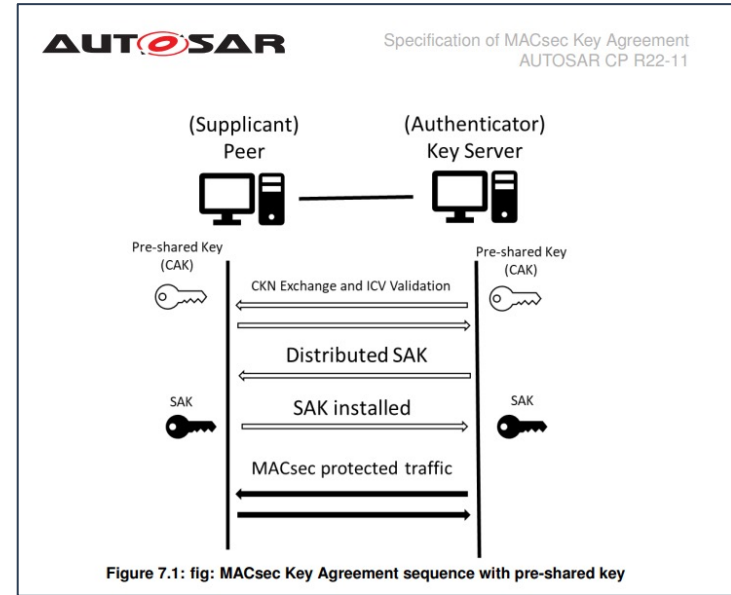 AUTOSAR
Specification of MACsec Key Agreement
AUTOSAR CP R22-11
(Supplicant)
Peer
(Authenticator)
Key Server
Pre-shared Key
(CAK)
Pre-shared Key
(CAK)
CKN Exchange and ICV Validation
Distributed SAK
SAK
SAK installed
SAK
MACsec protected traffic
Figure 7.1: fig: MACsec Key Agreement sequence with pre-shared key